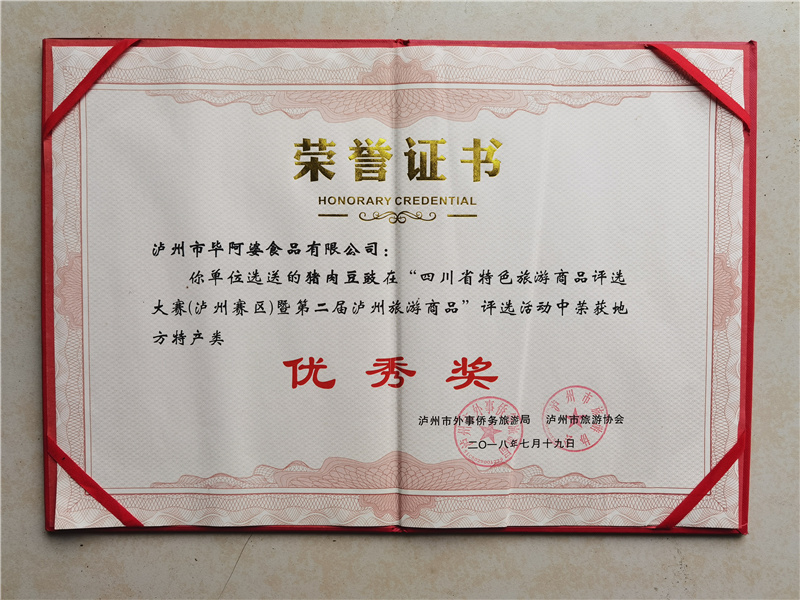 荣誉证书
HONORARY CREDENTIAL
泸州市毕阿婆食品有限公司：
你单位选送的猪肉豆豉在“四川省特色旅游商品评选
大赛(泸州赛区)暨第二届泸州旅游商品”评选活动中荣获地
方特产类
优秀奖
泸州市外事侨务旅游局 泸州市旅游协会
二〇一八年七月十九日